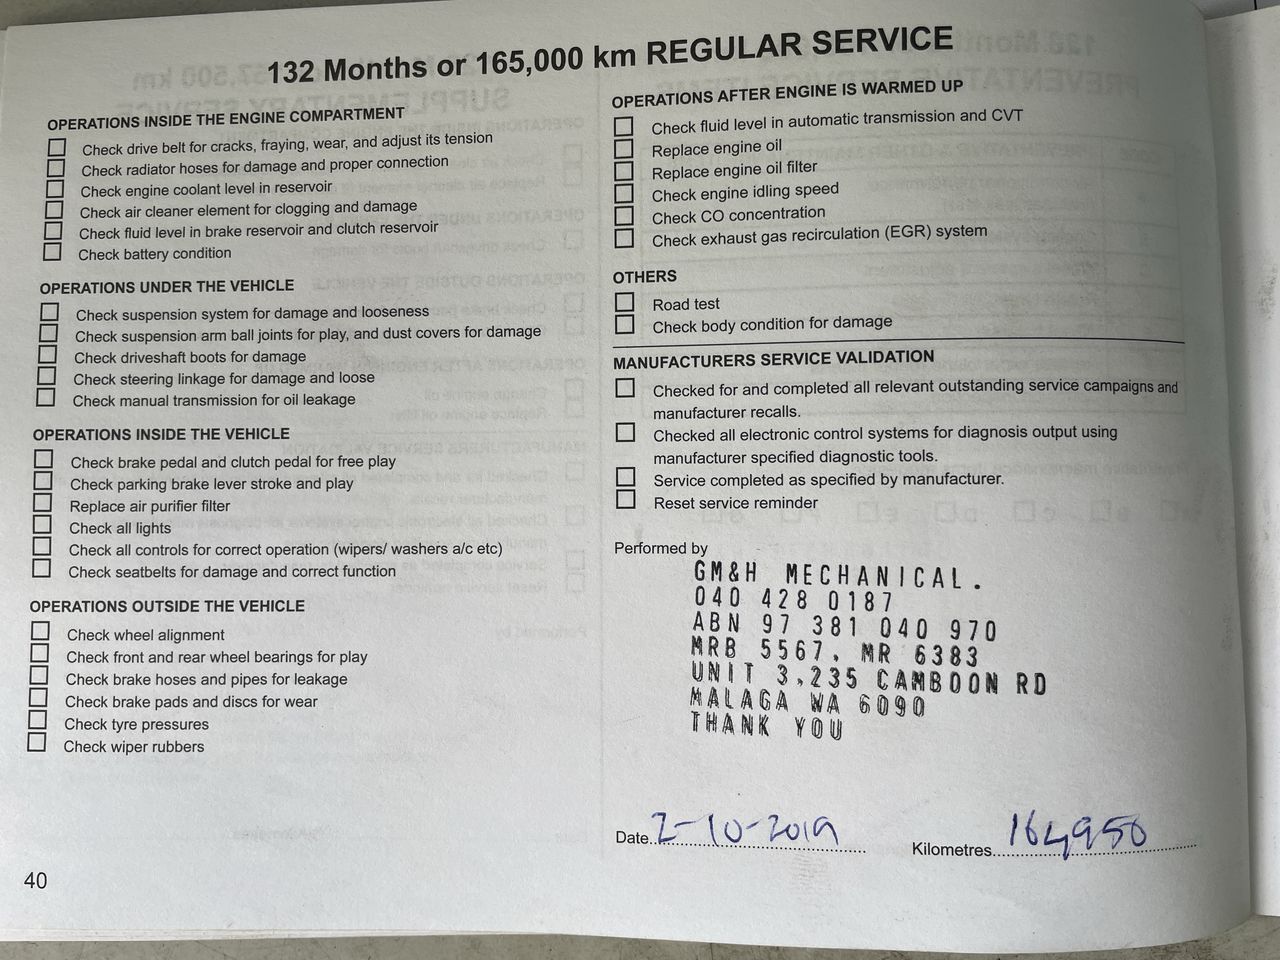 132 Months or 165,000 km REGULAR SERVICE
OPERATIONS INSIDE THE ENGINE COMPARTMENT
Check drive belt for cracks, fraying, wear, and adjust its tension
Check radiator hoses for damage and proper connection
Check engine coolant level in reservoir
Check air cleaner element for clogging and damage
Check fluid level in brake reservoir and clutch reservoir
Check battery condition
OPERATIONS UNDER THE VEHICLE
Check suspension system for damage and looseness
Check suspension arm ball joints for play, and dust covers for damage
Check driveshaft boots for damage
Check steering linkage for damage and loose
Check manual transmission for oil leakage
OPERATIONS INSIDE THE VEHICLE
Check brake pedal and clutch pedal for free play
Check parking brake lever stroke and play
Replace air purifier filter
Check all lights
Check all controls for correct operation (wipers/ washers a/c etc)
Check seatbelts for damage and correct function
OPERATIONS OUTSIDE THE VEHICLE
Check wheel alignment
Check front and rear wheel bearings for play
Check brake hoses and pipes for leakage
Check brake pads and discs for wear
Check tyre pressures
Check wiper rubbers
40
OPERATIONS AFTER ENGINE IS WARMED UP
Check fluid level in automatic transmission and CVT
Replace engine oil
Replace engine oil filter
Check engine idling speed
Check CO concentration
Check exhaust gas recirculation (EGR) system
OTHERS
Road test
Check body condition for damage
MANUFACTURERS SERVICE VALIDATION
Checked for and completed all relevant outstanding service campaigns and
manufacturer recalls.
Checked all electronic control systems for diagnosis output using
manufacturer specified diagnostic tools.
Service completed as specified by manufacturer.
Reset service reminder
Performed by
GM&H MECHANICAL.
040 428 0187
ABN 97 381 040 970
MRB 5567, MR 6383
UNIT 3,235 CAMBOON RD
MALAGA WA 6090
THANK YOU
Date 2-10-2019
Kilometres 164950